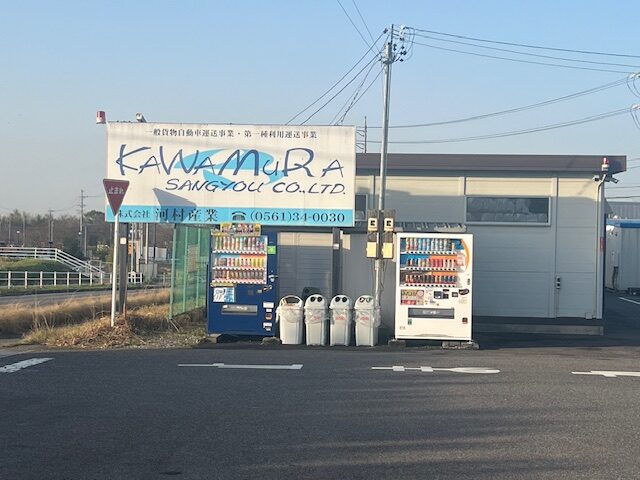 一般貨物自動車運送事業・第一種利用運送事業
KAWAMURA
SANGYOU CO.,LTD.
株式会社 河村産業 ☎ (0561)34-0030
止まれ